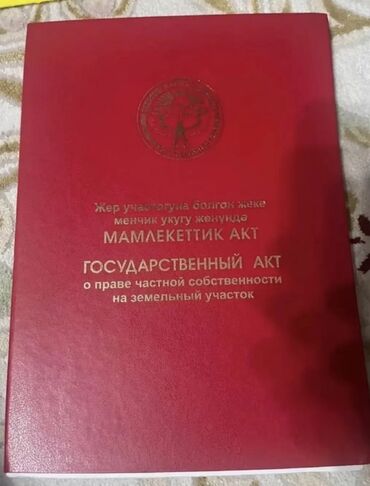 Жер участогуна болгон жеке
менчик укугу жөнүндө
МАМЛЕКЕТТИК АКТ
ГОСУДАРСТВЕННЫЙ АКТ
о праве частной собственности
на земельный участок